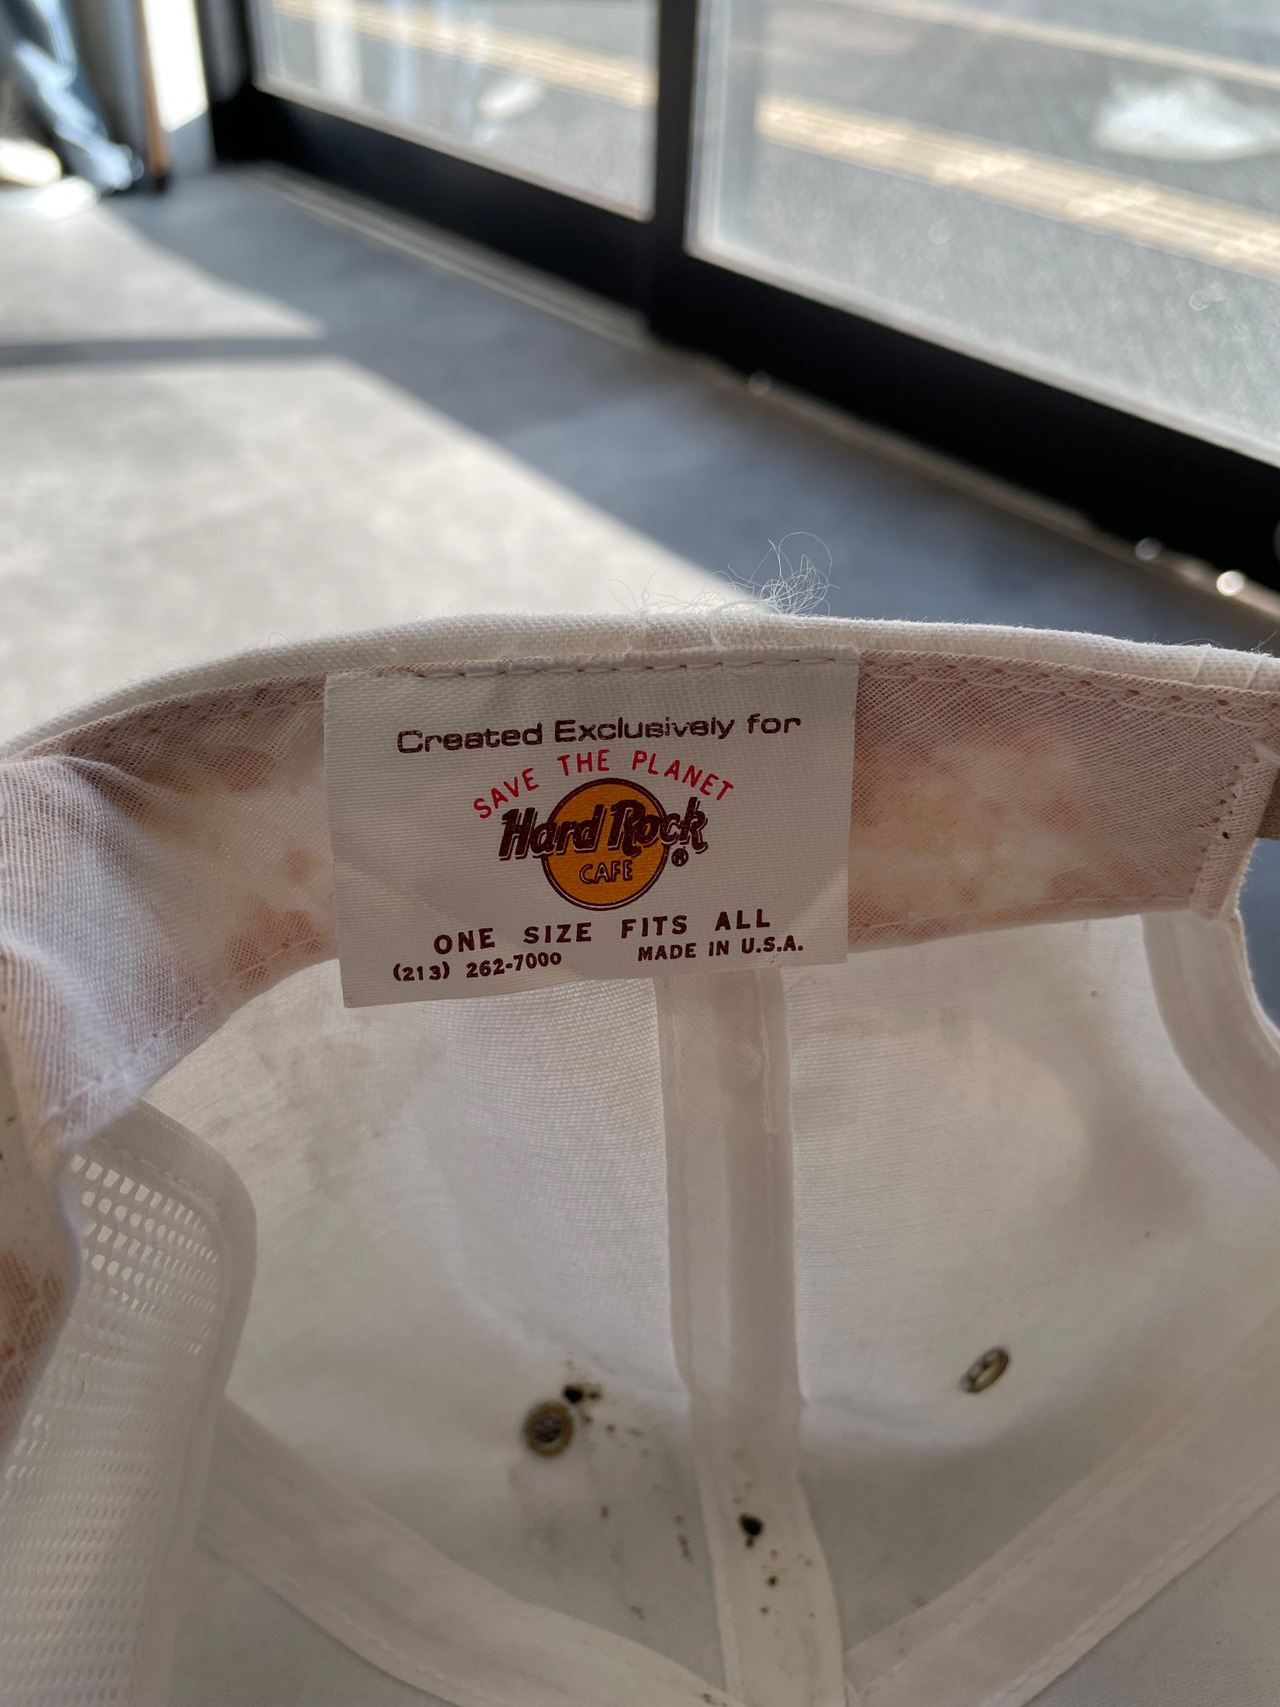 Created Exclusively for
SAVE THE PLANET
Hard Rock
CAFE
®
ONE SIZE FITS ALL
(213) 262-7000 MADE IN U.S.A.